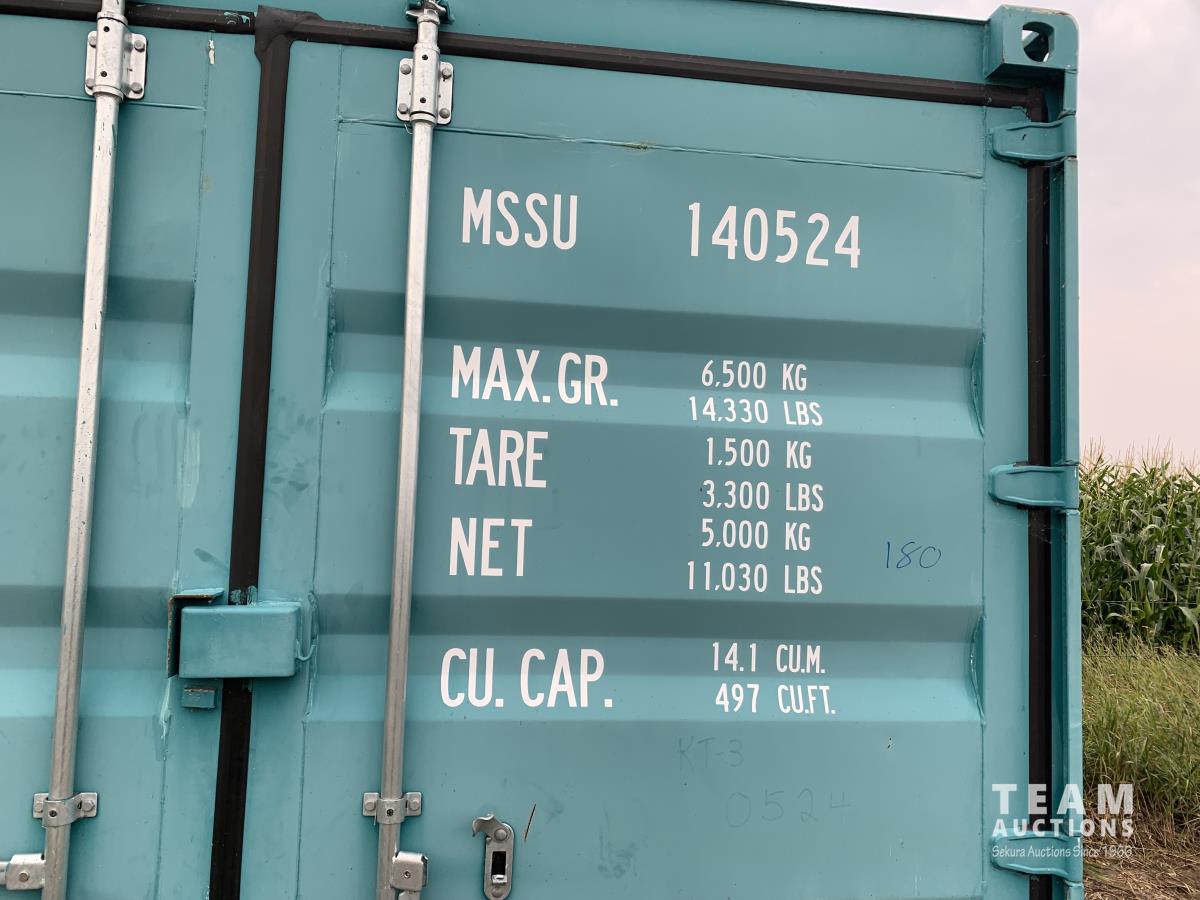 MSSU 140524
MAX.GR. 6,500 KG
14,330 LBS
TARE 1,500 KG
3,300 LBS
NET 5,000 KG
11,030 LBS
180
CU. CAP. 14.1 CU.M.
497 CU.FT.
KT-3
0524
TEAM
AUCTIONS
Sekura Auctions Since 1966